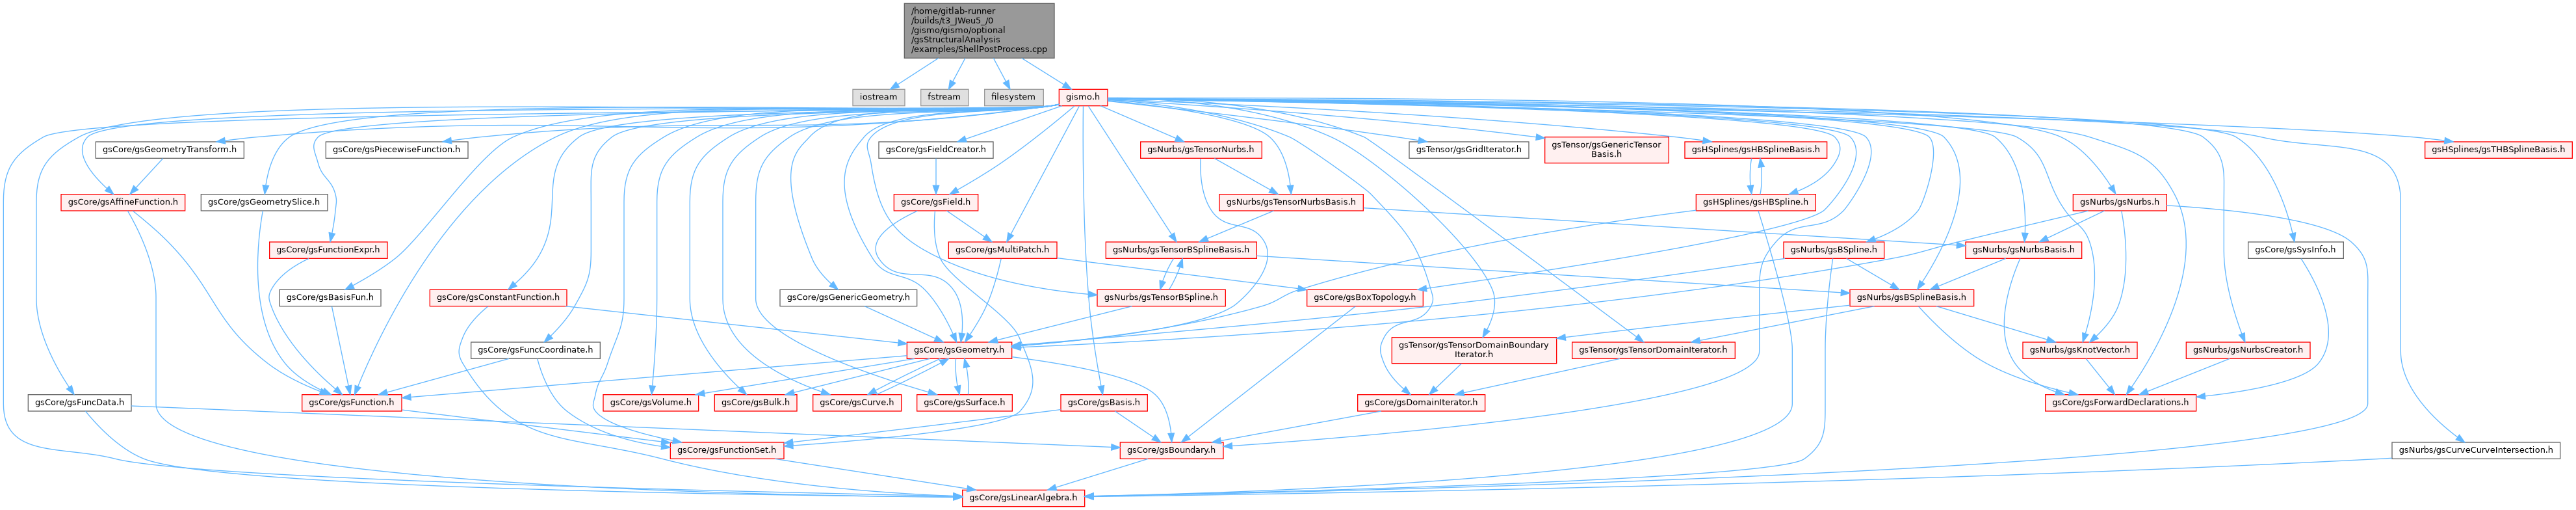 /home/gitlab-runner
/builds/t3_JWeu5_/0
/gismo/gismo/optional
/gsStructuralAnalysis
/examples/ShellPostProcess.cpp
iostream
fstream
filesystem
gismo.h
gsCore/gsGeometryTransform.h
gsCore/gsPiecewiseFunction.h
gsCore/gsFieldCreator.h
gsNurbs/gsTensorNurbs.h
gsTensor/gsGridIterator.h
gsTensor/gsGenericTensor
Basis.h
gsHSplines/gsHBSplineBasis.h
gsHSplines/gsTHBSplineBasis.h
gsCore/gsAffineFunction.h
gsCore/gsGeometrySlice.h
gsCore/gsField.h
gsNurbs/gsTensorNurbsBasis.h
gsHSplines/gsHBSpline.h
gsNurbs/gsNurbs.h
gsCore/gsFunctionExpr.h
gsCore/gsMultiPatch.h
gsNurbs/gsTensorBSplineBasis.h
gsNurbs/gsBSpline.h
gsNurbs/gsNurbsBasis.h
gsCore/gsSysInfo.h
gsCore/gsBasisFun.h
gsCore/gsConstantFunction.h
gsCore/gsGenericGeometry.h
gsNurbs/gsTensorBSpline.h
gsCore/gsBoxTopology.h
gsNurbs/gsBSplineBasis.h
gsCore/gsFuncCoordinate.h
gsCore/gsGeometry.h
gsTensor/gsTensorDomainBoundary
Iterator.h
gsTensor/gsTensorDomainIterator.h
gsNurbs/gsKnotVector.h
gsNurbs/gsNurbsCreator.h
gsCore/gsFuncData.h
gsCore/gsFunction.h
gsCore/gsVolume.h
gsCore/gsBulk.h
gsCore/gsCurve.h
gsCore/gsSurface.h
gsCore/gsBasis.h
gsCore/gsDomainIterator.h
gsCore/gsForwardDeclarations.h
gsCore/gsFunctionSet.h
gsCore/gsBoundary.h
gsNurbs/gsCurveCurveIntersection.h
gsCore/gsLinearAlgebra.h